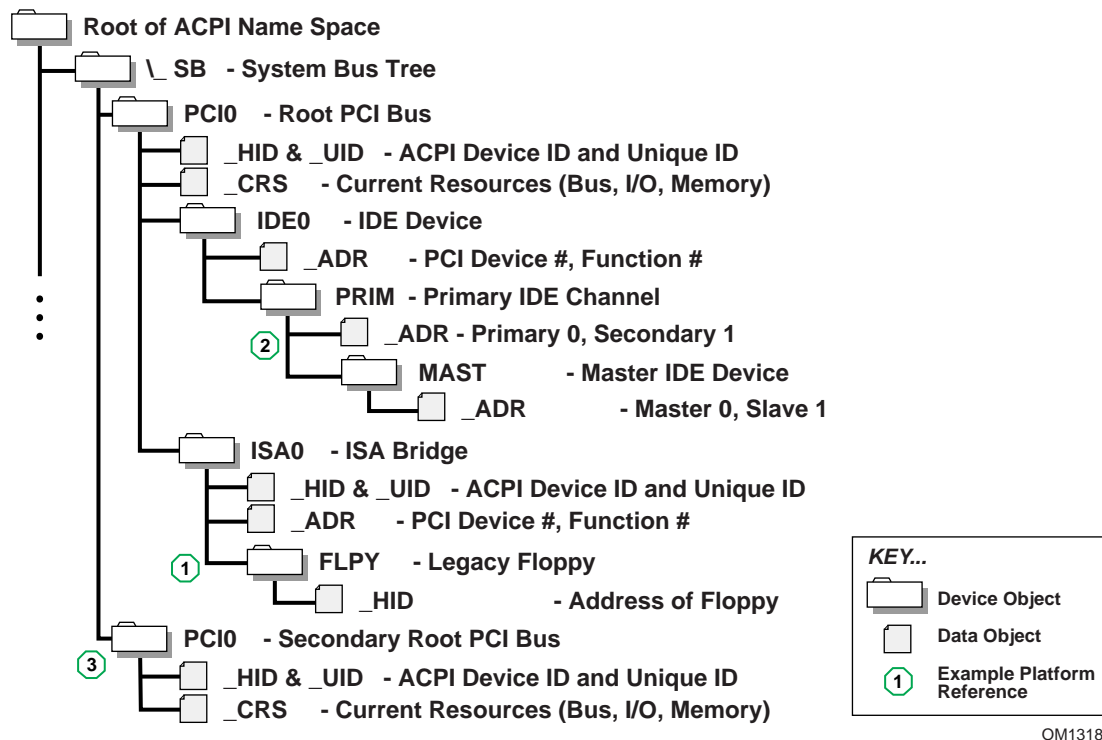 Root of ACPI Name Space
\_ SB - System Bus Tree
PCI0 - Root PCI Bus
_HID & _UID - ACPI Device ID and Unique ID
_CRS - Current Resources (Bus, I/O, Memory)
IDE0 - IDE Device
_ADR - PCI Device #, Function #
PRIM - Primary IDE Channel
2
_ADR - Primary 0, Secondary 1
MAST - Master IDE Device
_ADR - Master 0, Slave 1
ISA0 - ISA Bridge
_HID & _UID - ACPI Device ID and Unique ID
_ADR - PCI Device #, Function #
1
FLPY - Legacy Floppy
_HID - Address of Floppy
3
PCI0 - Secondary Root PCI Bus
_HID & _UID - ACPI Device ID and Unique ID
_CRS - Current Resources (Bus, I/O, Memory)
KEY...
Device Object
Data Object
1
Example Platform
Reference
OM1318